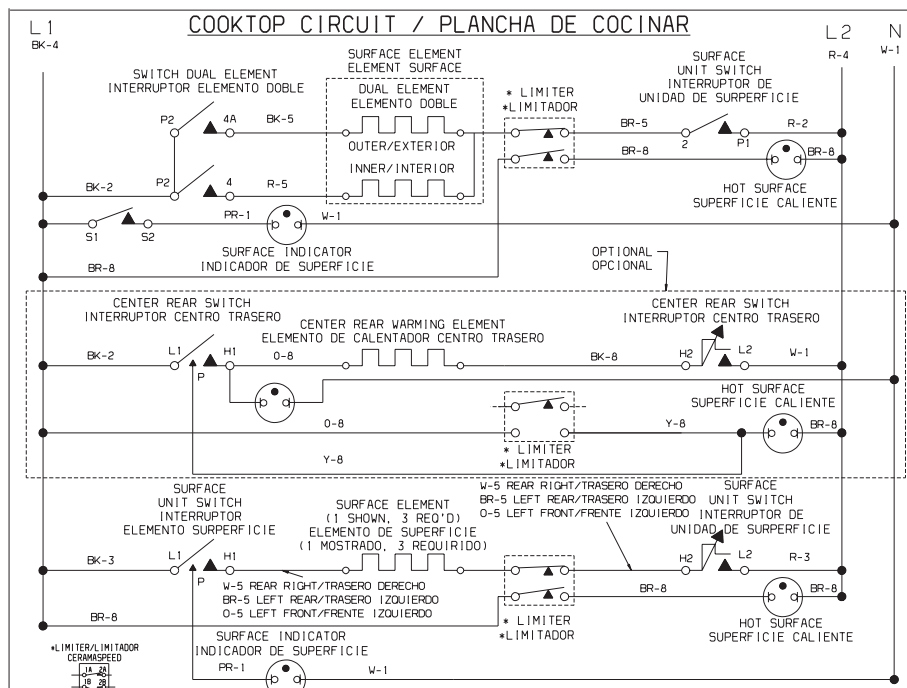 COOKTOP CIRCUIT / PLANCHA DE COCINAR
L1
BK-4
L2
R-4
N
W-1
SURFACE ELEMENT
ELEMENT SURFACE
SWITCH DUAL ELEMENT
INTERRUPTOR ELEMENTO DOBLE
DUAL ELEMENT
ELEMENTO DOBLE
* LIMITER
*LIMITADOR
SURFACE
UNIT SWITCH
INTERRUPTOR DE
UNIDAD DE SURPERFICIE
P2
4A
BK-5
OUTER/EXTERIOR
BR-5
2
P1
R-2
BR-8
BR-8
INNER/INTERIOR
BK-2
P2
4
R-5
HOT SURFACE
SUPERFICIE CALIENTE
S1
S2
PR-1
W-1
SURFACE INDICATOR
INDICADOR DE SUPERFICIE
BR-8
OPTIONAL
OPCIONAL
CENTER REAR SWITCH
INTERRUPTOR CENTRO TRASERO
CENTER REAR WARMING ELEMENT
ELEMENTO DE CALENTADOR CENTRO TRASERO
CENTER REAR SWITCH
INTERRUPTOR CENTRO TRASERO
BK-2
L1
H1
P
O-8
BK-8
H2
L2
W-1
HOT SURFACE
SUPERFICIE CALIENTE
O-8
Y-8
BR-8
Y-8
* LIMITER
*LIMITADOR
SURFACE
UNIT SWITCH
INTERRUPTOR
ELEMENTO SUPERFICIE
SURFACE ELEMENT
(1 SHOWN, 3 REQ'D)
ELEMENTO DE SUPERFICIE
(1 MOSTRADO, 3 REQUIRIDO)
W-5 REAR RIGHT/TRASERO DERECHO
BR-5 LEFT REAR/TRASERO IZQUIERDO
O-5 LEFT FRONT/FRENTE IZQUIERDO
SURFACE
UNIT SWITCH
INTERRUPTOR DE
UNIDAD DE SURPERFICIE
BK-3
L1
H1
P
H2
L2
R-3
W-5 REAR RIGHT/TRASERO DERECHO
BR-5 LEFT REAR/TRASERO IZQUIERDO
O-5 LEFT FRONT/FRENTE IZQUIERDO
BR-8
BR-8
BR-8
* LIMITER
*LIMITADOR
HOT SURFACE
SUPERFICIE CALIENTE
*LIMITER/LIMITADOR
CERAMASPEED
1A 2A
1B 2B
SURFACE INDICATOR
INDICADOR DE SUPERFICIE
PR-1
W-1